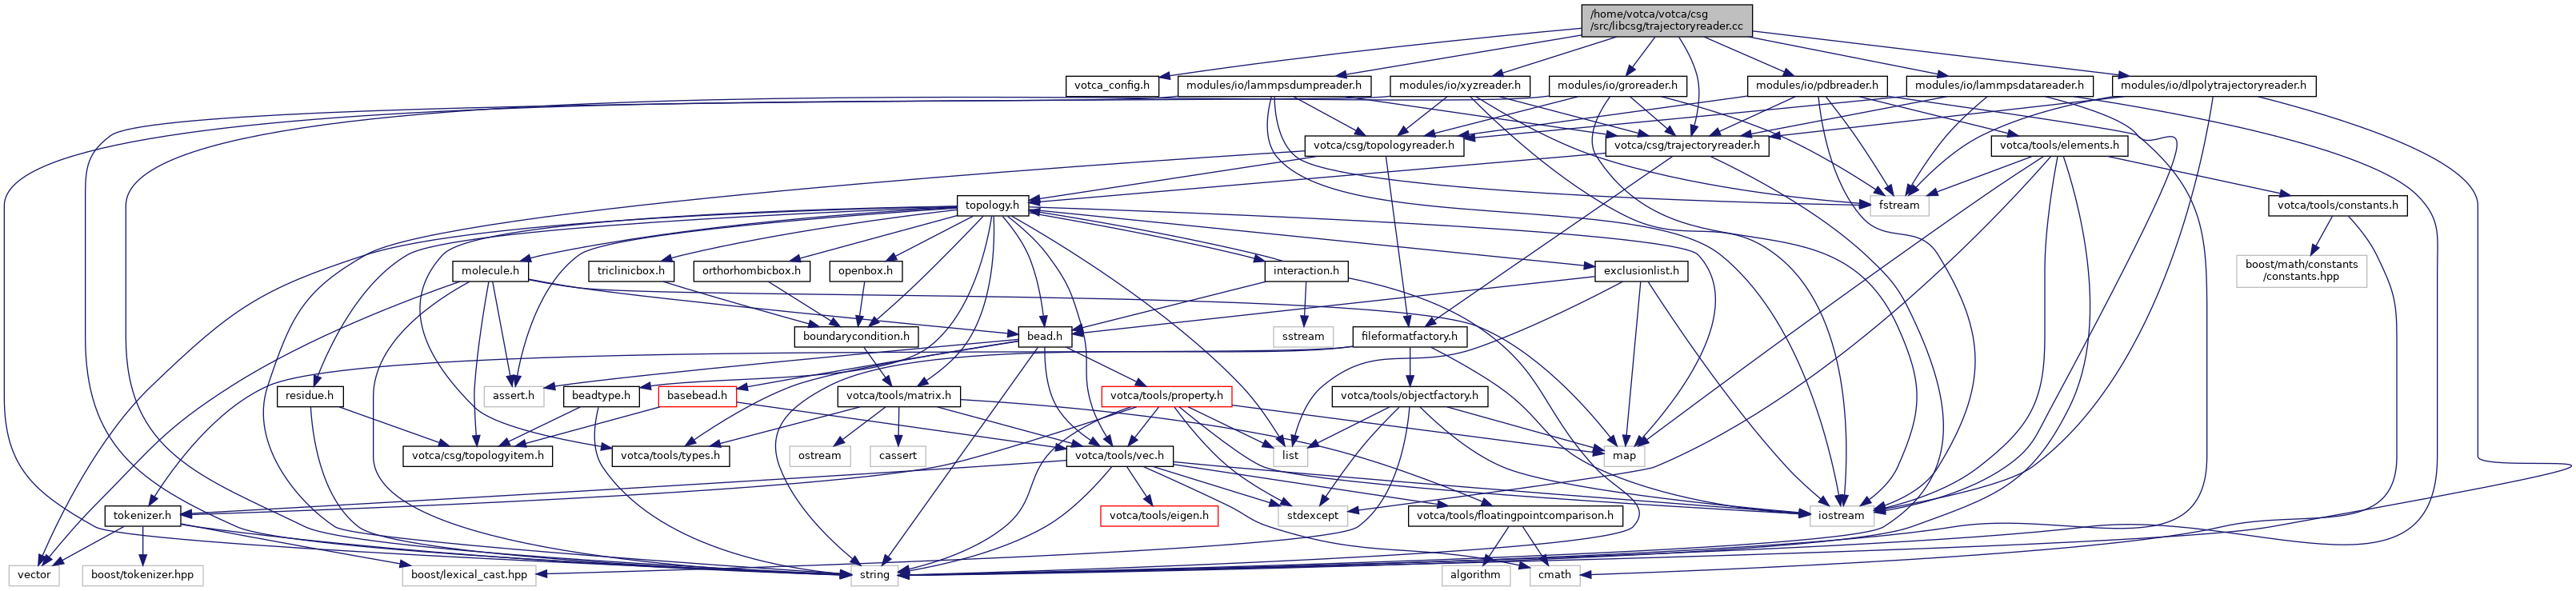 /home/votca/votca/csg
/src/libcsg/trajectoryreader.cc
votca_config.h
modules/io/lammpsdumpreader.h
modules/io/xyzreader.h
modules/io/groreader.h
modules/io/pdbreader.h
modules/io/lammpsdatareader.h
modules/io/dlpolytrajectoryreader.h
votca/csg/topologyreader.h
votca/csg/trajectoryreader.h
votca/tools/elements.h
topology.h
fstream
votca/tools/constants.h
molecule.h
triclinicbox.h
orthorhombicbox.h
openbox.h
interaction.h
exclusionlist.h
boost/math/constants
/constants.hpp
boundarycondition.h
bead.h
sstream
fileformatfactory.h
residue.h
assert.h
beadtype.h
basebead.h
votca/tools/matrix.h
votca/tools/property.h
votca/tools/objectfactory.h
votca/csg/topologyitem.h
votca/tools/types.h
ostream
cassert
votca/tools/vec.h
list
map
tokenizer.h
votca/tools/eigen.h
stdexcept
votca/tools/floatingpointcomparison.h
iostream
vector
boost/tokenizer.hpp
boost/lexical_cast.hpp
string
algorithm
cmath